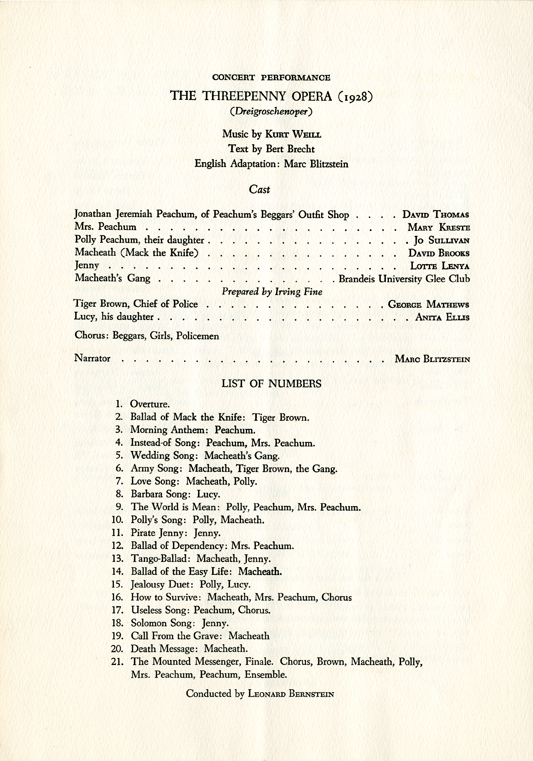 CONCERT PERFORMANCE
THE THREEPENNY OPERA (1928)
(Dreigroschenoper)
Music by KURT WEILL
Text by Bert Brecht
English Adaptation: Marc Blitzstein
Cast
Jonathan Jeremiah Peachum, of Peachum's Beggars' Outfit Shop . . . . DAVID THOMAS
Mrs. Peachum . . . . . . . . . . . . . . . . . . . . MARY KRESTE
Polly Peachum, their daughter . . . . . . . . . . . . . . . . JO SULLIVAN
Macheath (Mack the Knife) . . . . . . . . . . . . . . . . DAVID BROOKS
Jenny . . . . . . . . . . . . . . . . . . . . . . . LOTTE LENYA
Macheath's Gang . . . . . . . . . . . . . Brandeis University Glee Club
Prepared by Irving Fine
Tiger Brown, Chief of Police . . . . . . . . . . . . . . GEORGE MATHEWS
Lucy, his daughter . . . . . . . . . . . . . . . . . . . . ANITA ELLIS
Chorus: Beggars, Girls, Policemen
Narrator . . . . . . . . . . . . . . . . . . . . . MARC BLITZSTEIN
LIST OF NUMBERS
1. Overture.
2. Ballad of Mack the Knife: Tiger Brown.
3. Morning Anthem: Peachum.
4. Instead-of Song: Peachum, Mrs. Peachum.
5. Wedding Song: Macheath's Gang.
6. Army Song: Macheath, Tiger Brown, the Gang.
7. Love Song: Macheath, Polly.
8. Barbara Song: Lucy.
9. The World is Mean: Polly, Peachum, Mrs. Peachum.
10. Polly's Song: Polly, Macheath.
11. Pirate Jenny: Jenny.
12. Ballad of Dependency: Mrs. Peachum.
13. Tango-Ballad: Macheath, Jenny.
14. Ballad of the Easy Life: Macheath.
15. Jealousy Duet: Polly, Lucy.
16. How to Survive: Macheath, Mrs. Peachum, Chorus
17. Useless Song: Peachum, Chorus.
18. Solomon Song: Jenny.
19. Call From the Grave: Macheath
20. Death Message: Macheath.
21. The Mounted Messenger, Finale. Chorus, Brown, Macheath, Polly,
Mrs. Peachum, Peachum, Ensemble.
Conducted by LEONARD BERNSTEIN